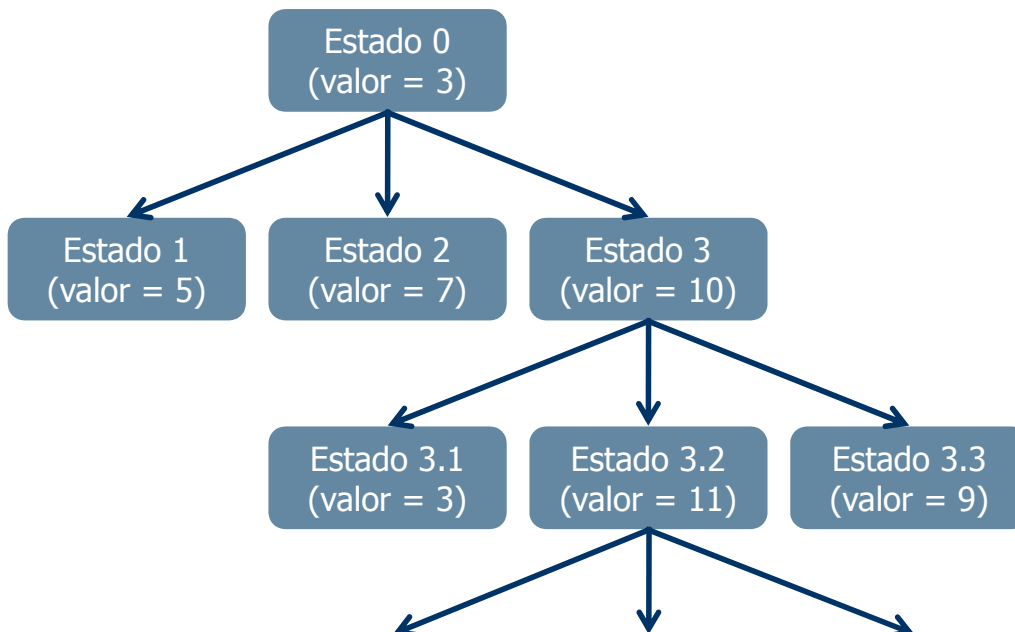 Estado 0
(valor = 3)
Estado 1
(valor = 5)
Estado 2
(valor = 7)
Estado 3
(valor = 10)
Estado 3.1
(valor = 3)
Estado 3.2
(valor = 11)
Estado 3.3
(valor = 9)